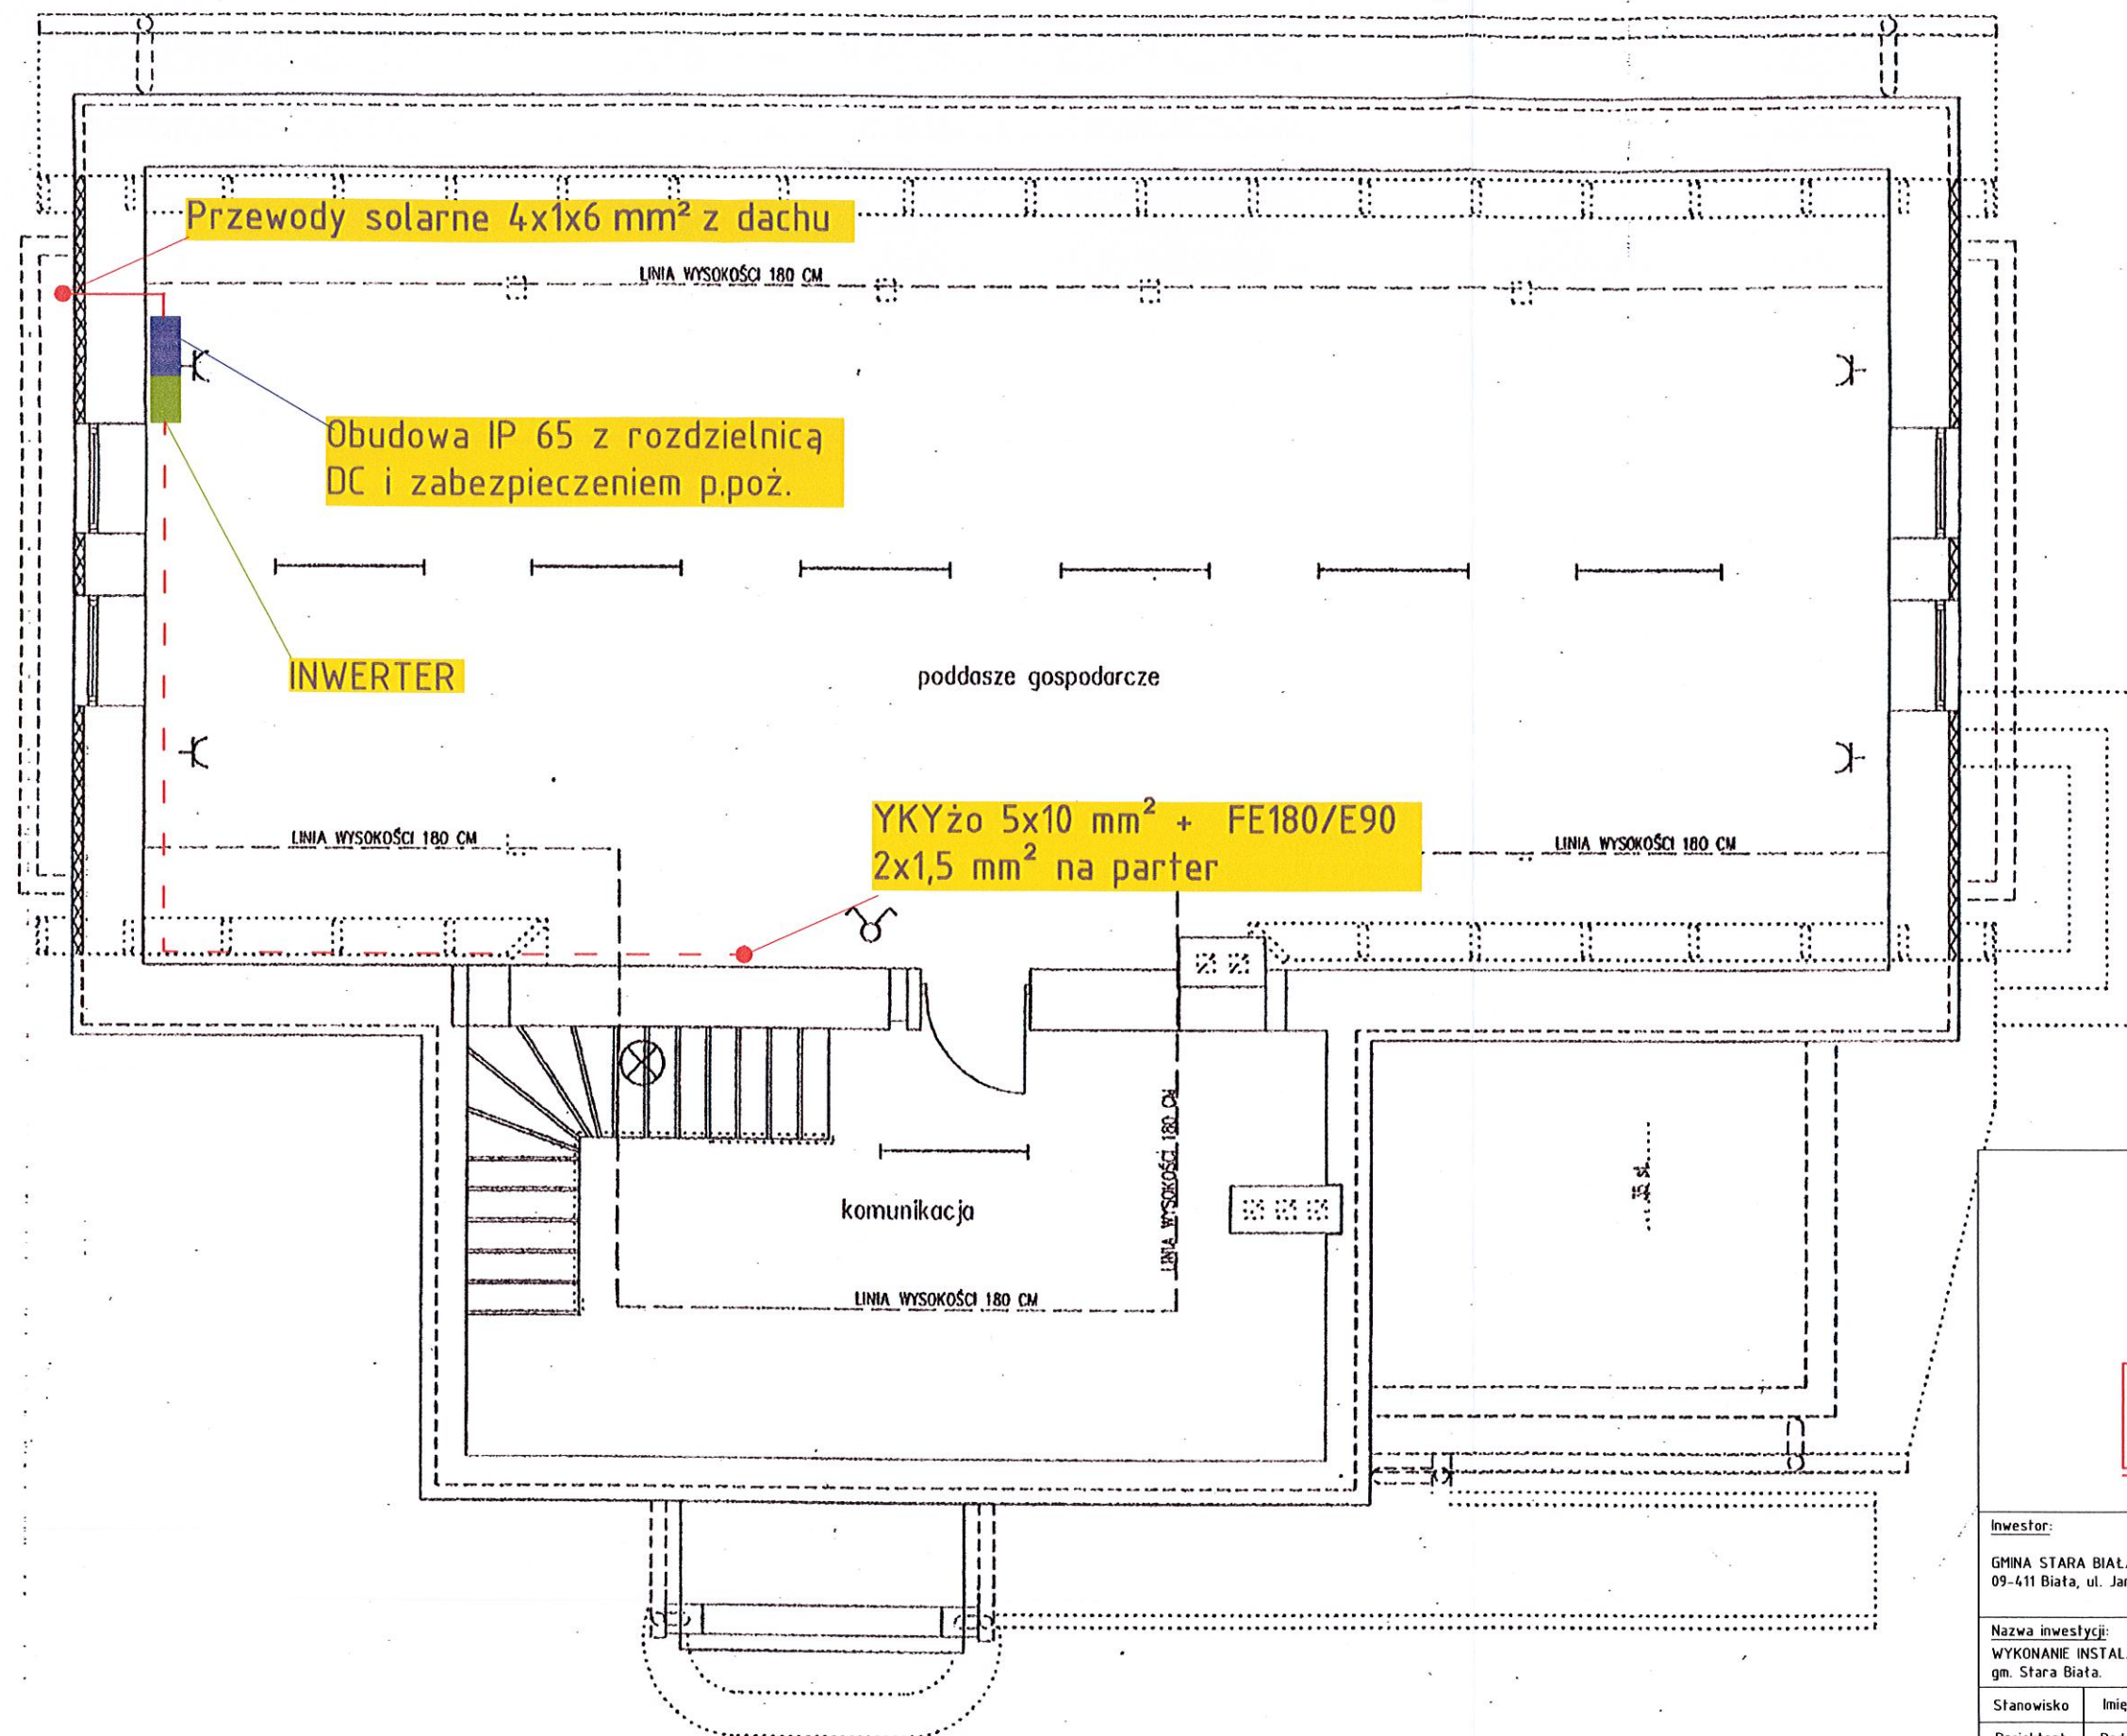 Przewody solarne 4x1x6 mm² z dachu
LINIA WYSOKOŚCI 180 CM
Obudowa IP 65 z rozdzielnicą
DC i zabezpieczeniem p.poż.
INWERTER
poddasze gospodarcze
YKYżo 5x10 mm² + FE180/E90
2x1,5 mm² na parter
LINIA WYSOKOŚCI 180 CM
LINIA WYSOKOŚCI 180 CM
LINIA WYSOKOŚCI 180 CM
komunikacja
LINIA WYSOKOŚCI 180 CM
Inwestor:
GMINA STARA
09-411 Biała, ul.
Nazwa inwestycji:
WYKONANIE
gm. Stara Biała.
Stanowisko